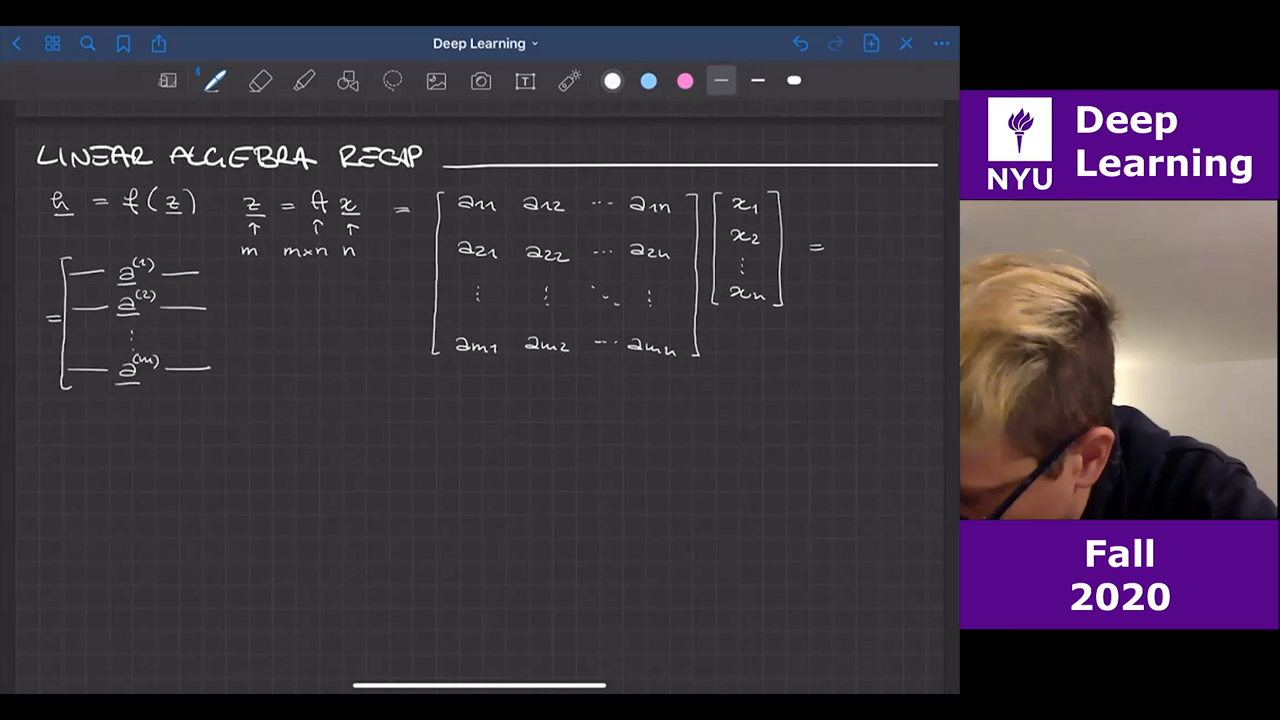 Deep Learning
T
LINEAR ALGEBRA RECAP
h = f(z) z = A x = [ a11 a12 ⋯ a1n ] [ x1 ] =
↑ ↑ ↑
m m×n n
a21 a22 ⋯ a2n x2
⋮ ⋮ ⋱ ⋮ ⋮
am1 am2 ⋯ amn xn
= [ — a(1) —
— a(2) —
⋮
— a(m) —
NYU
Deep
Learning
Fall
2020